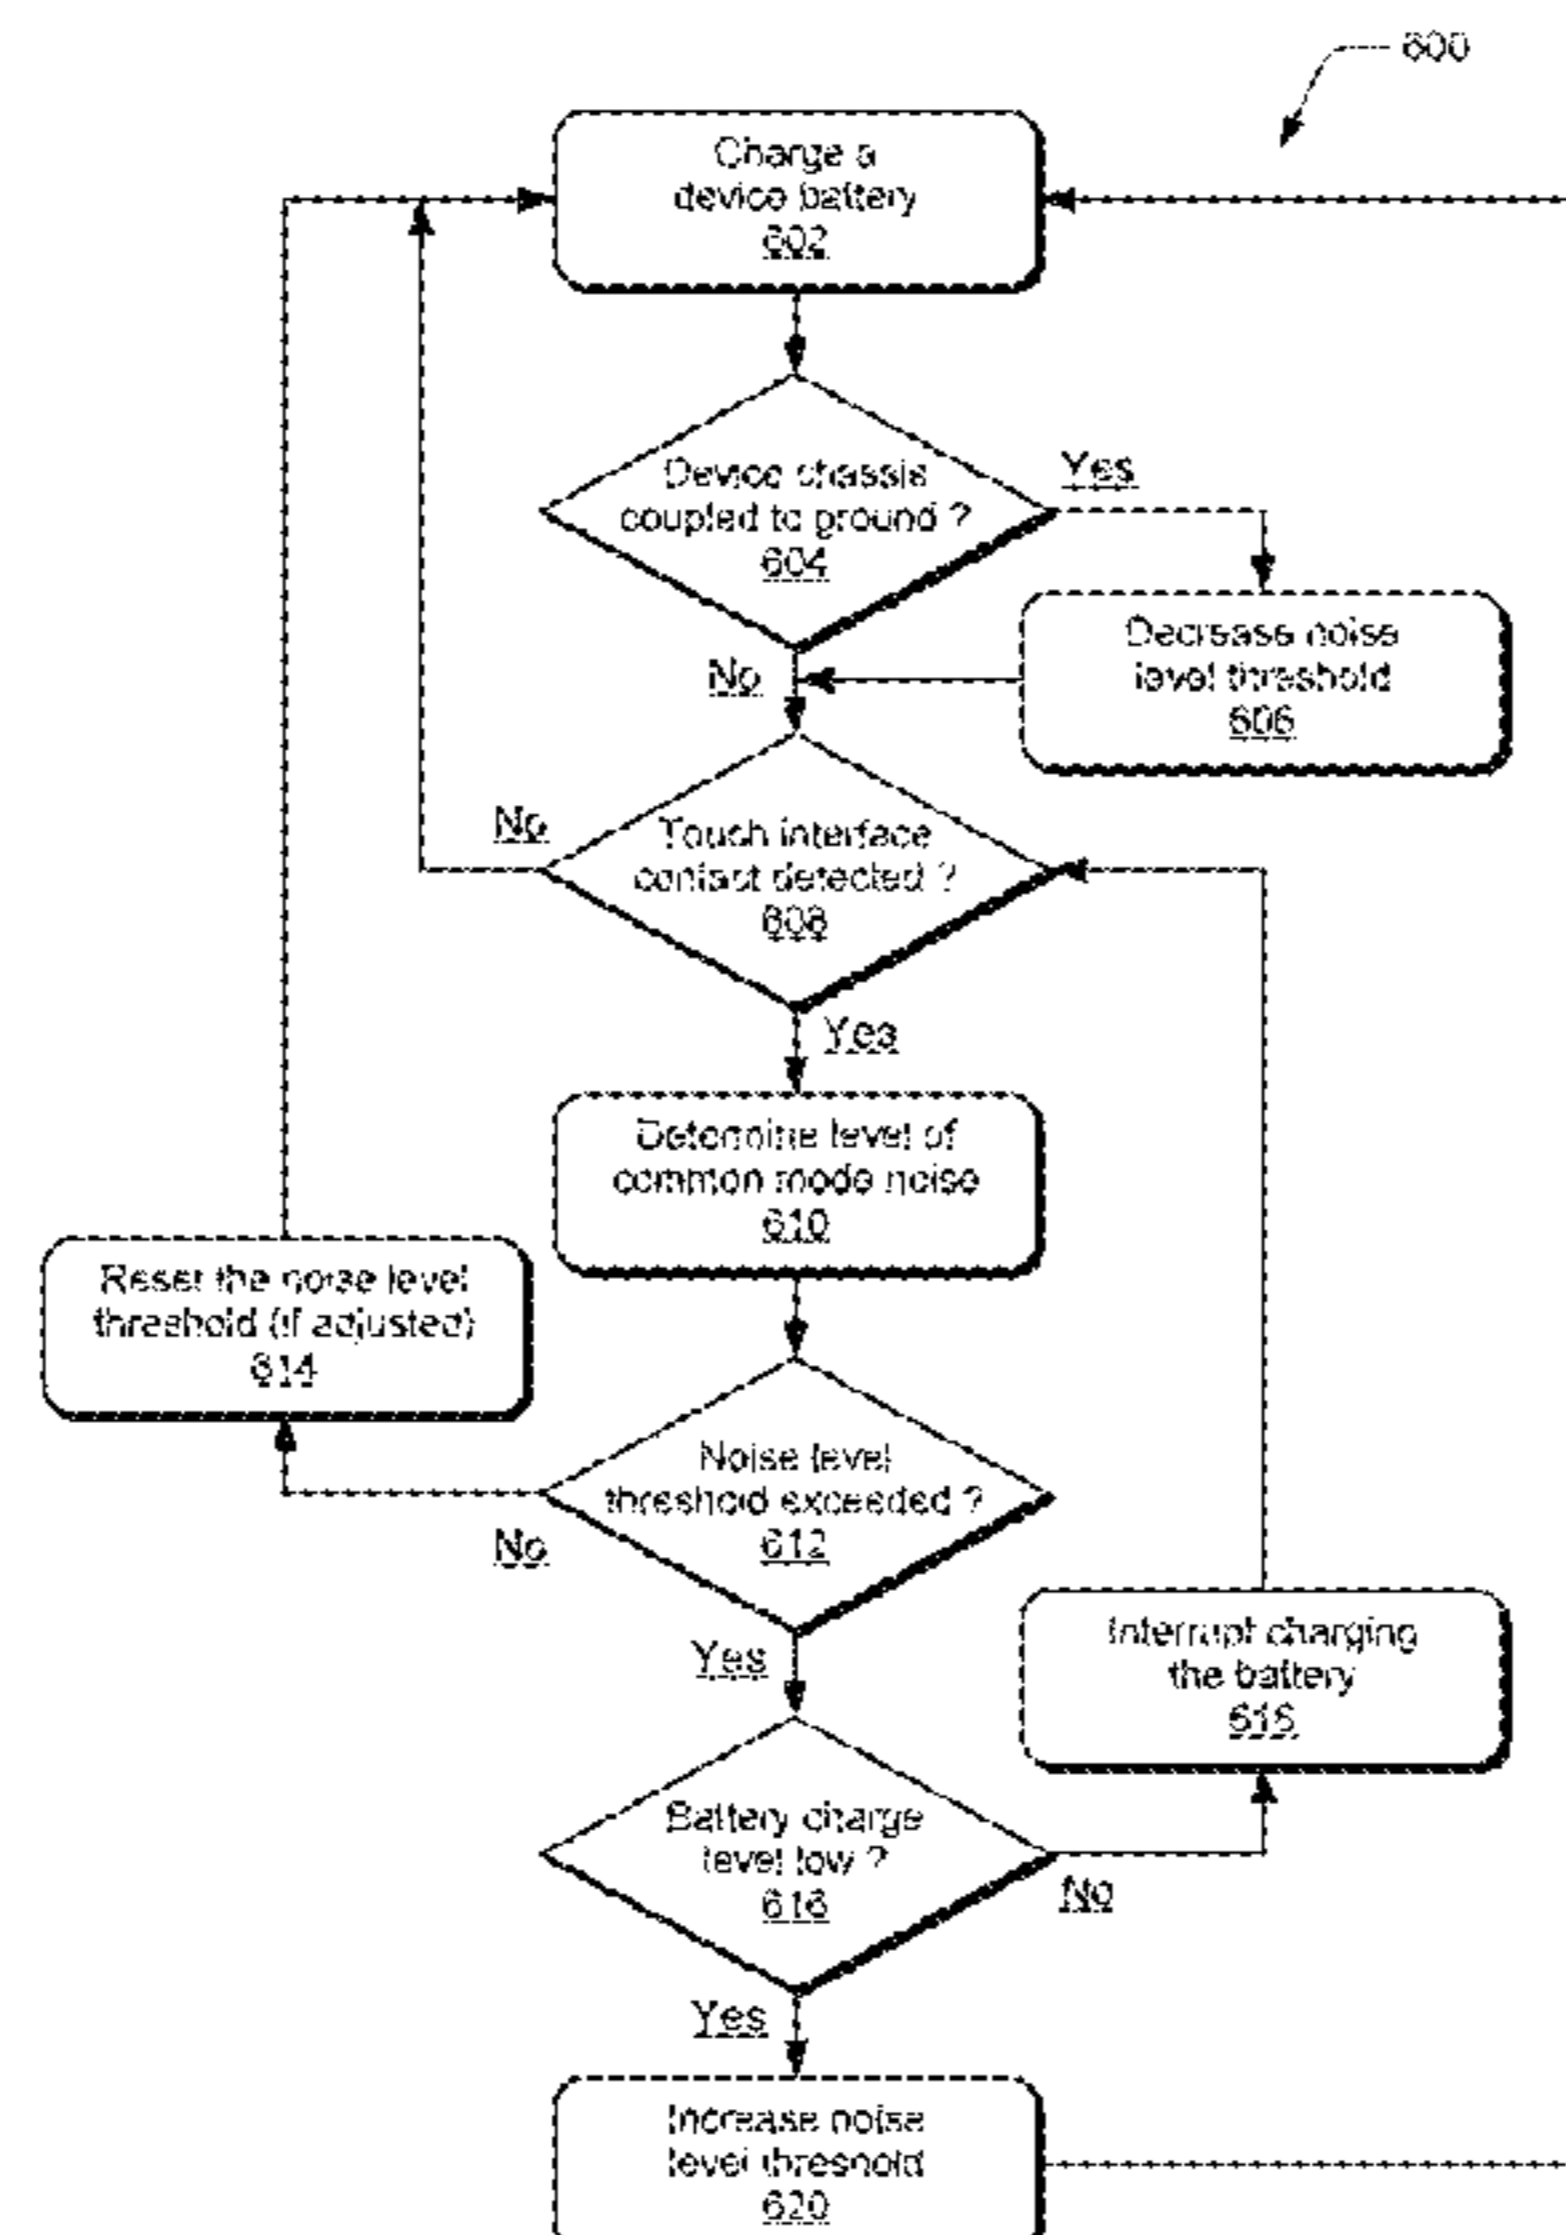 600
Charge a
device battery
602
Device chassis
coupled to ground ?
604
Yes
Decrease noise
level threshold
606
No
Touch interface
contact detected ?
608
No
Yes
Determine level of
common mode noise
610
Reset the noise level
threshold (if adjusted)
614
Noise level
threshold exceeded ?
612
No
Yes
Interrupt charging
the battery
618
Battery charge
level low ?
616
No
Yes
Increase noise
level threshold
620